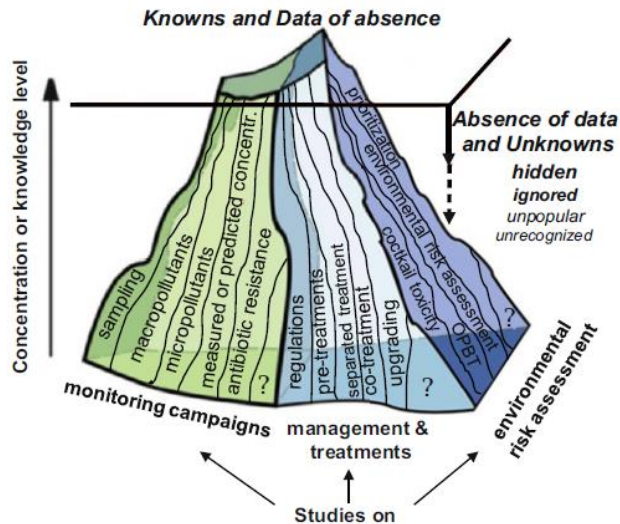 Knowns and Data of absence
Concentration or knowledge level
Absence of data
and Unknowns
hidden
ignored
unpopular
unrecognized
sampling
macropollutants
micropollutants
measured or predicted concentr.
antibiotic resistance
?
regulations
pre-treatments
separated treatment
co-treatment
upgrading
?
prioritization
environmental risk assessment
cocktail toxicity
OPBT
?
monitoring campaigns
management &
treatments
environmental
risk assessment
Studies on